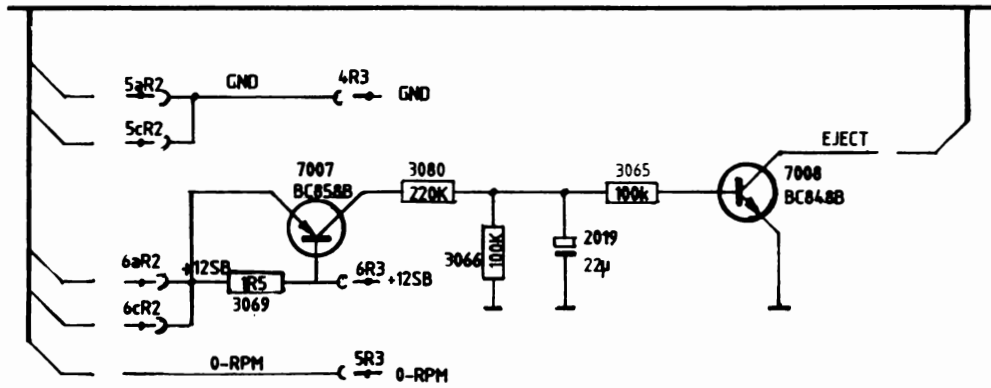 5aR2 GND 4R3 GND
5cR2 EJECT
7007 3080 3065 7008
BC858B 220K 100k BC848B
6aR2 +12SB 6R3 3066 100K 2019
1R5 +12SB 22µ
6cR2 3069
0-RPM 5R3 0-RPM